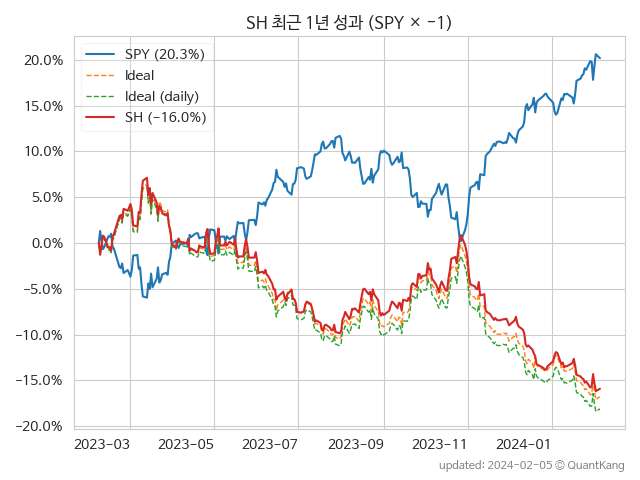 SH 최근 1년 성과 (SPY × −1)
SPY (20.3%)
Ideal
Ideal (daily)
SH (−16.0%)
20.0%
15.0%
10.0%
5.0%
0.0%
−5.0%
−10.0%
−15.0%
−20.0%
2023-03 2023-05 2023-07 2023-09 2023-11 2024-01
updated: 2024-02-05 © QuantKang